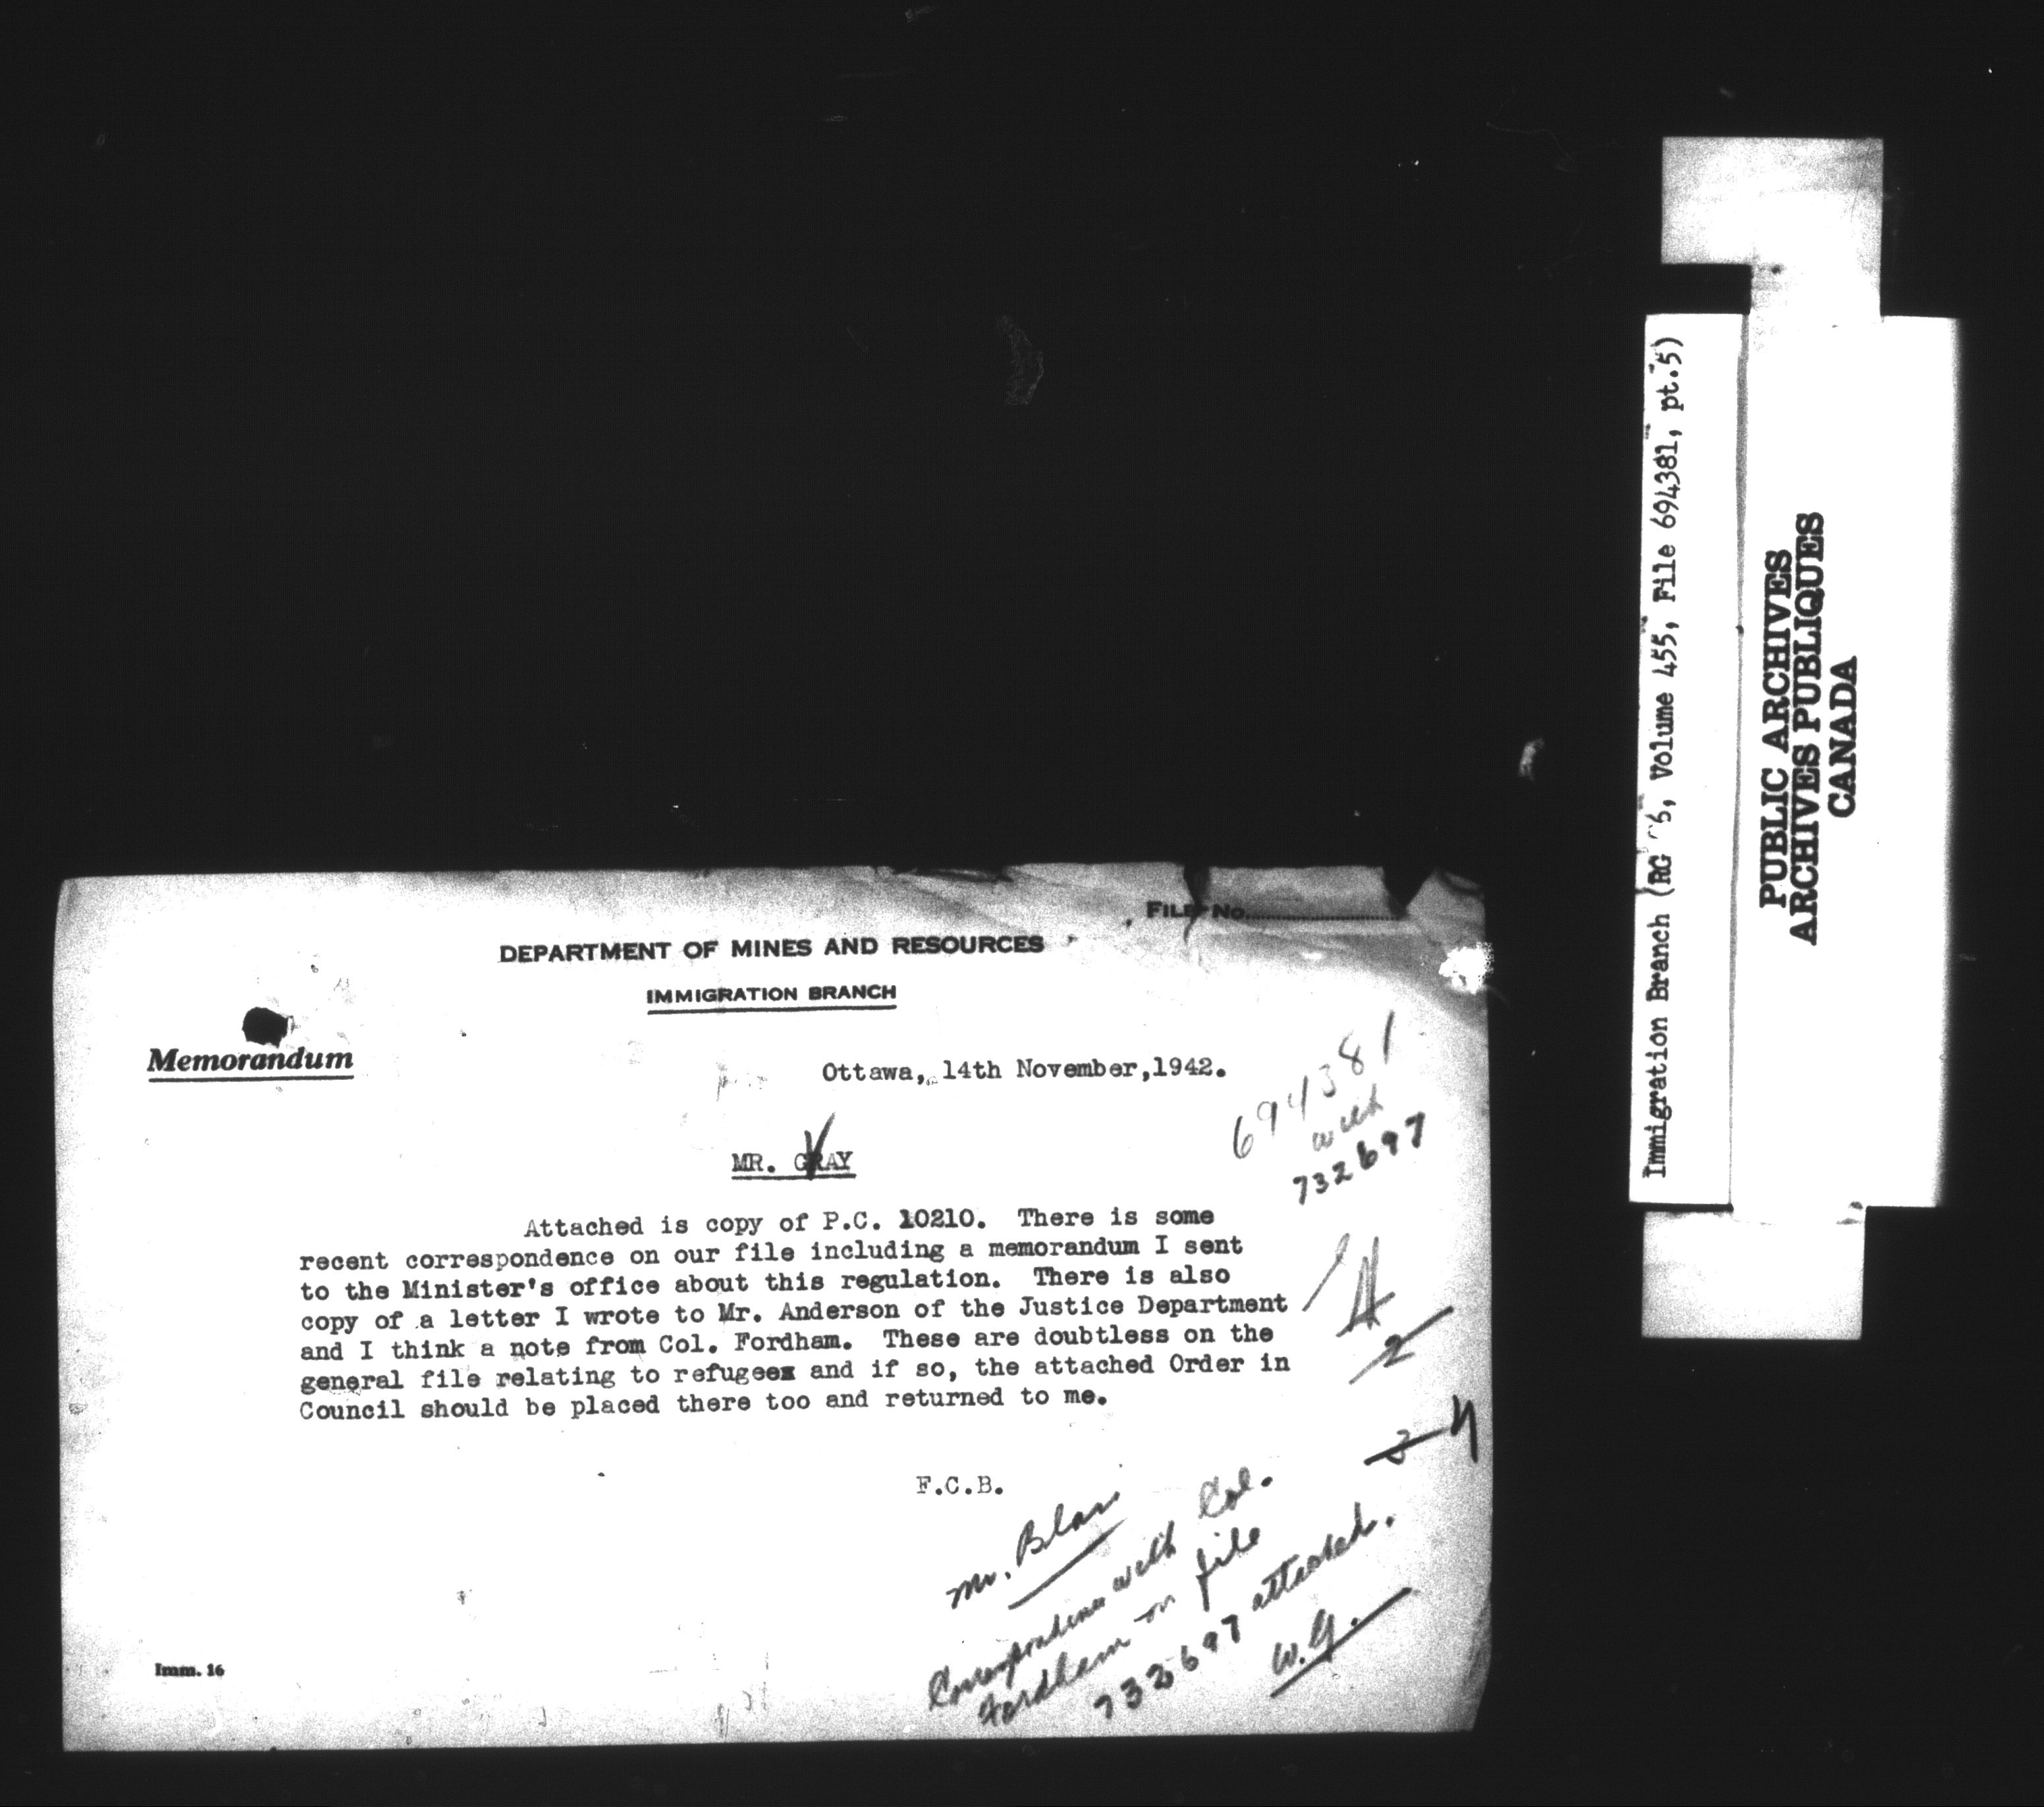 FILE No.
DEPARTMENT OF MINES AND RESOURCES
IMMIGRATION BRANCH
Memorandum
Ottawa, 14th November,1942.
694381
with
732697
MR. GRAY
Attached is copy of P.C. 10210. There is some
recent correspondence on our file including a memorandum I sent
to the Minister's office about this regulation. There is also
copy of a letter I wrote to Mr. Anderson of the Justice Department
and I think a note from Col. Fordham. These are doubtless on the
general file relating to refugees and if so, the attached Order in
Council should be placed there too and returned to me.
2
F.C.B.
Mr. Blair
Correspondence with Col.
Fordham on file
732697 attached.
W.G.
Imm. 16
Immigration Branch (RG 6, Volume 455, File 694381, pt.5)
PUBLIC ARCHIVES
ARCHIVES PUBLIQUES
CANADA